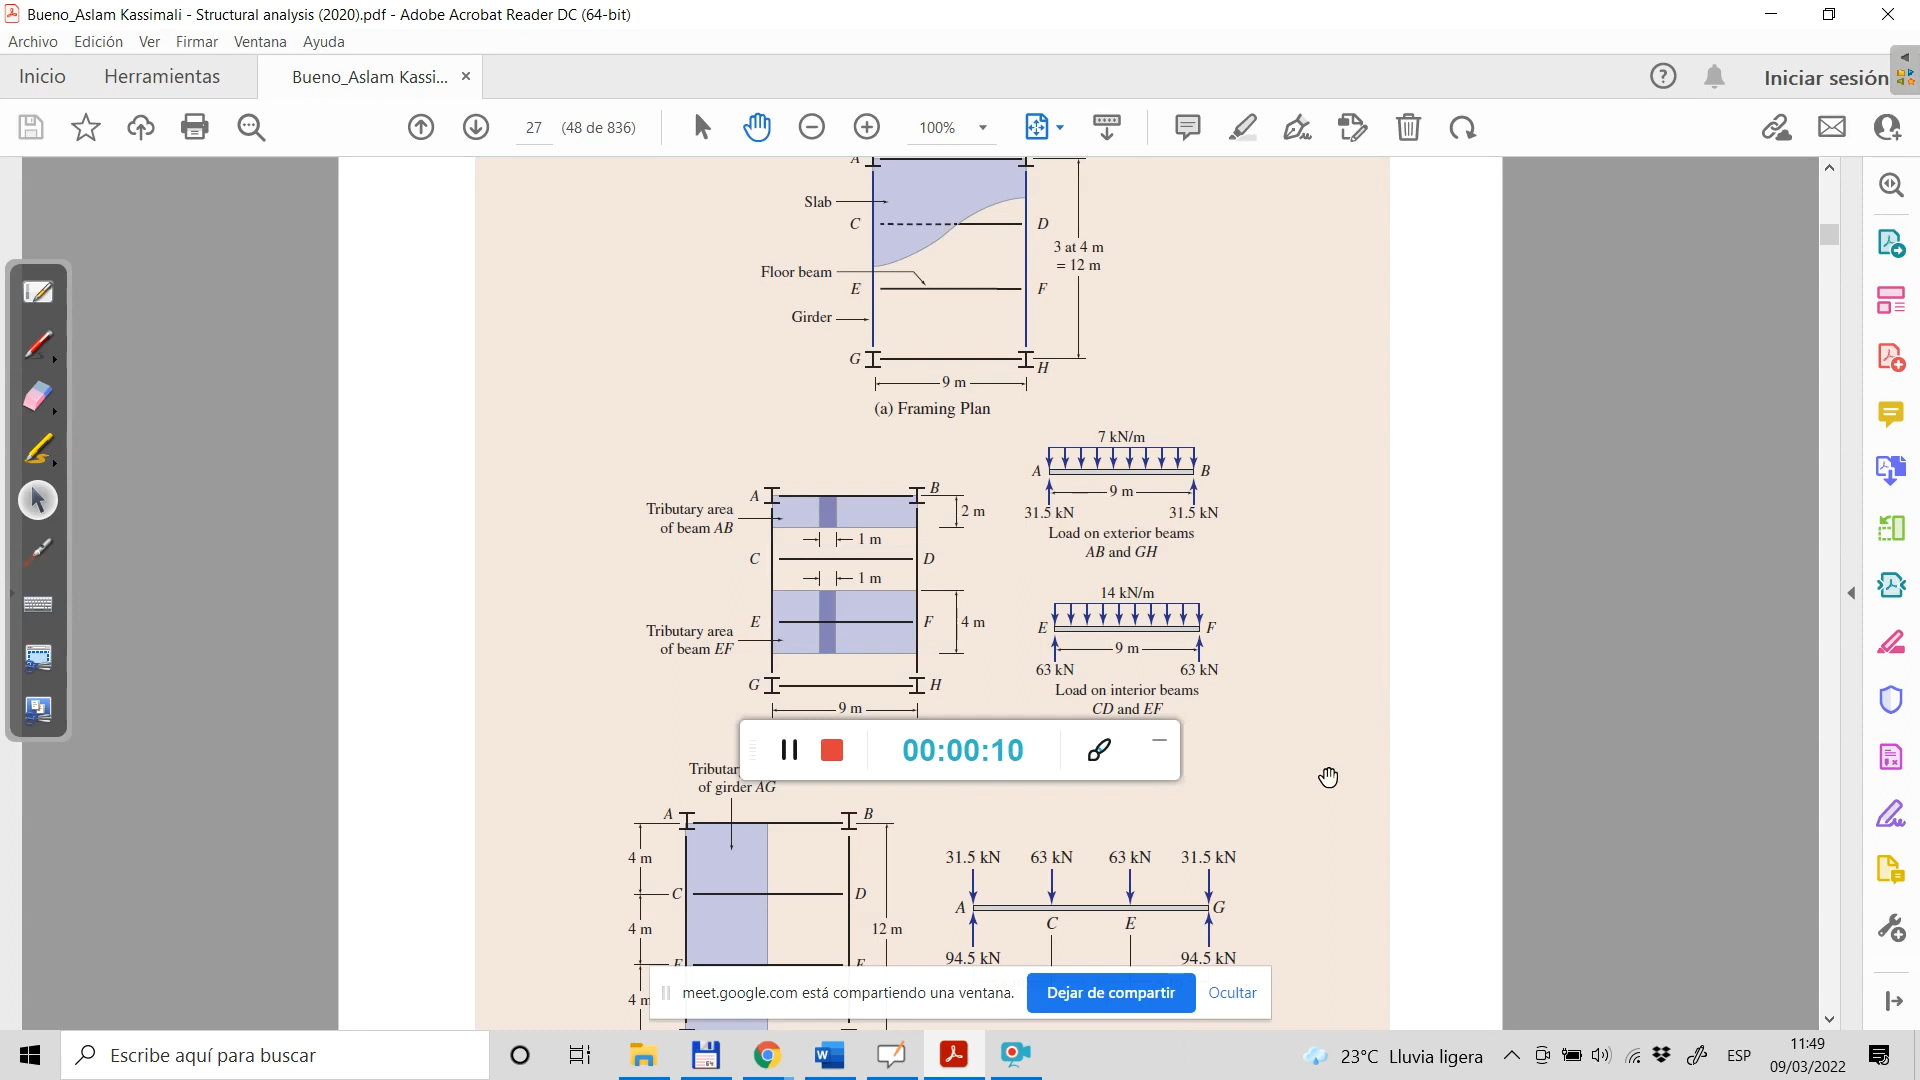 Bueno_Aslam Kassimali - Structural analysis (2020).pdf - Adobe Acrobat Reader DC (64-bit)
Archivo Edición Ver Firmar Ventana Ayuda
Inicio Herramientas Bueno_Aslam Kassi... × Iniciar sesión
27 (48 de 836) 100%
A
Slab
C D
3 at 4 m
= 12 m
Floor beam
E F
Girder
G H
9 m
(a) Framing Plan
7 kN/m
A B
9 m
31.5 kN 31.5 kN
Load on exterior beams
AB and GH
A B
Tributary area
of beam AB
2 m
1 m
C D
1 m
E F 4 m
Tributary area
of beam EF
G H
9 m
14 kN/m
E F
9 m
63 kN 63 kN
Load on interior beams
CD and EF
00:00:10
Tributar
of girder AG
A B
4 m
C D
4 m 12 m
E F
4 m
31.5 kN 63 kN 63 kN 31.5 kN
A G
C E
94.5 kN 94.5 kN
meet.google.com está compartiendo una ventana. Dejar de compartir Ocultar
Escribe aquí para buscar
23°C Lluvia ligera ESP
11:49
09/03/2022